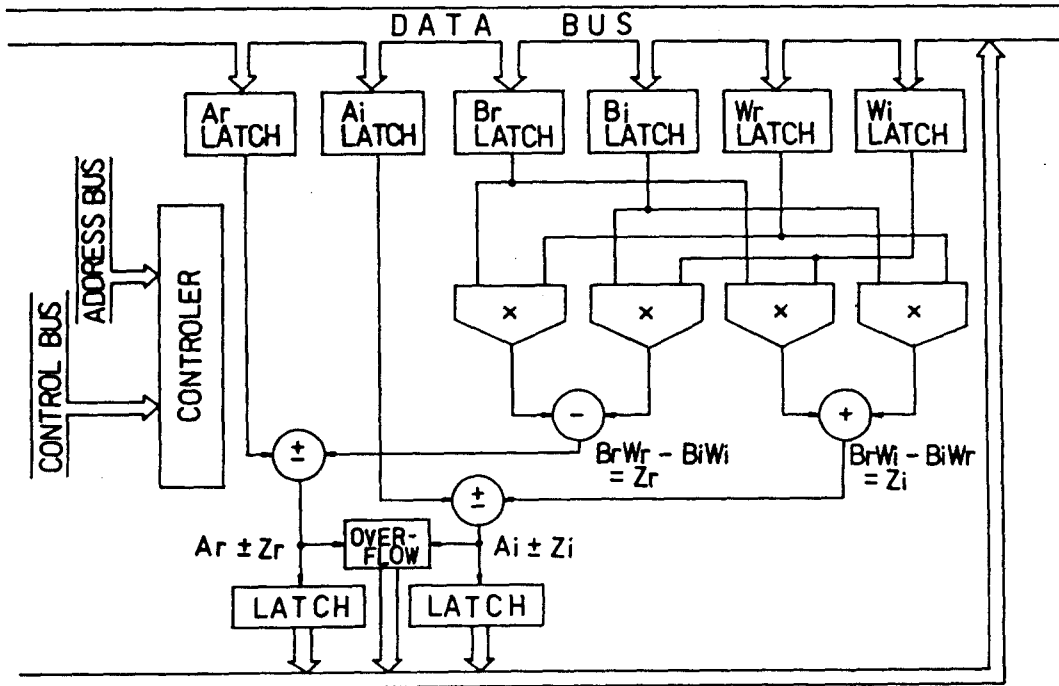 DATA BUS
Ar
LATCH
Ai
LATCH
Br
LATCH
Bi
LATCH
Wr
LATCH
Wi
LATCH
ADDRESS BUS
CONTROL BUS
CONTROLER
×
×
×
×
−
+
±
±
BrWr − BiWi
= Zr
BrWi − BiWr
= Zi
Ar ± Zr
OVER-
FLOW
Ai ± Zi
LATCH
LATCH